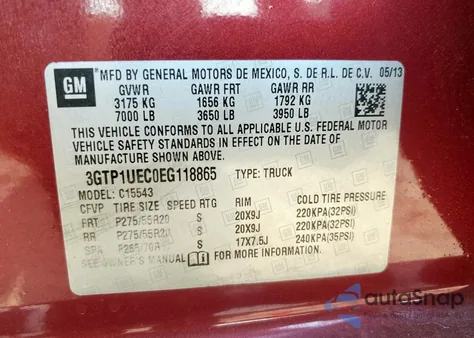 GM
MFD BY GENERAL MOTORS DE MEXICO, S. DE R.L. DE C.V. 05/13
GVWR GAWR FRT GAWR RR
3175 KG 1656 KG 1792 KG
7000 LB 3650 LB 3950 LB
THIS VEHICLE CONFORMS TO ALL APPLICABLE U.S. FEDERAL MOTOR
VEHICLE SAFETY STANDARDS IN EFFECT ON THE DATE OF
MANUFACTURE SHOWN ABOVE.
3GTP1UEC0EG118865 TYPE: TRUCK
MODEL: C15543
CFVP TIRE SIZE SPEED RTG RIM COLD TIRE PRESSURE
FRT P275/55R20 S 20X9J 220KPA(32PSI)
RR P275/55R20 S 20X9J 220KPA(32PSI)
SPA S 17X7.5J 240KPA(35PSI)
SEE OWNER'S MANUAL FOR MORE INFORMATION
autoSnap